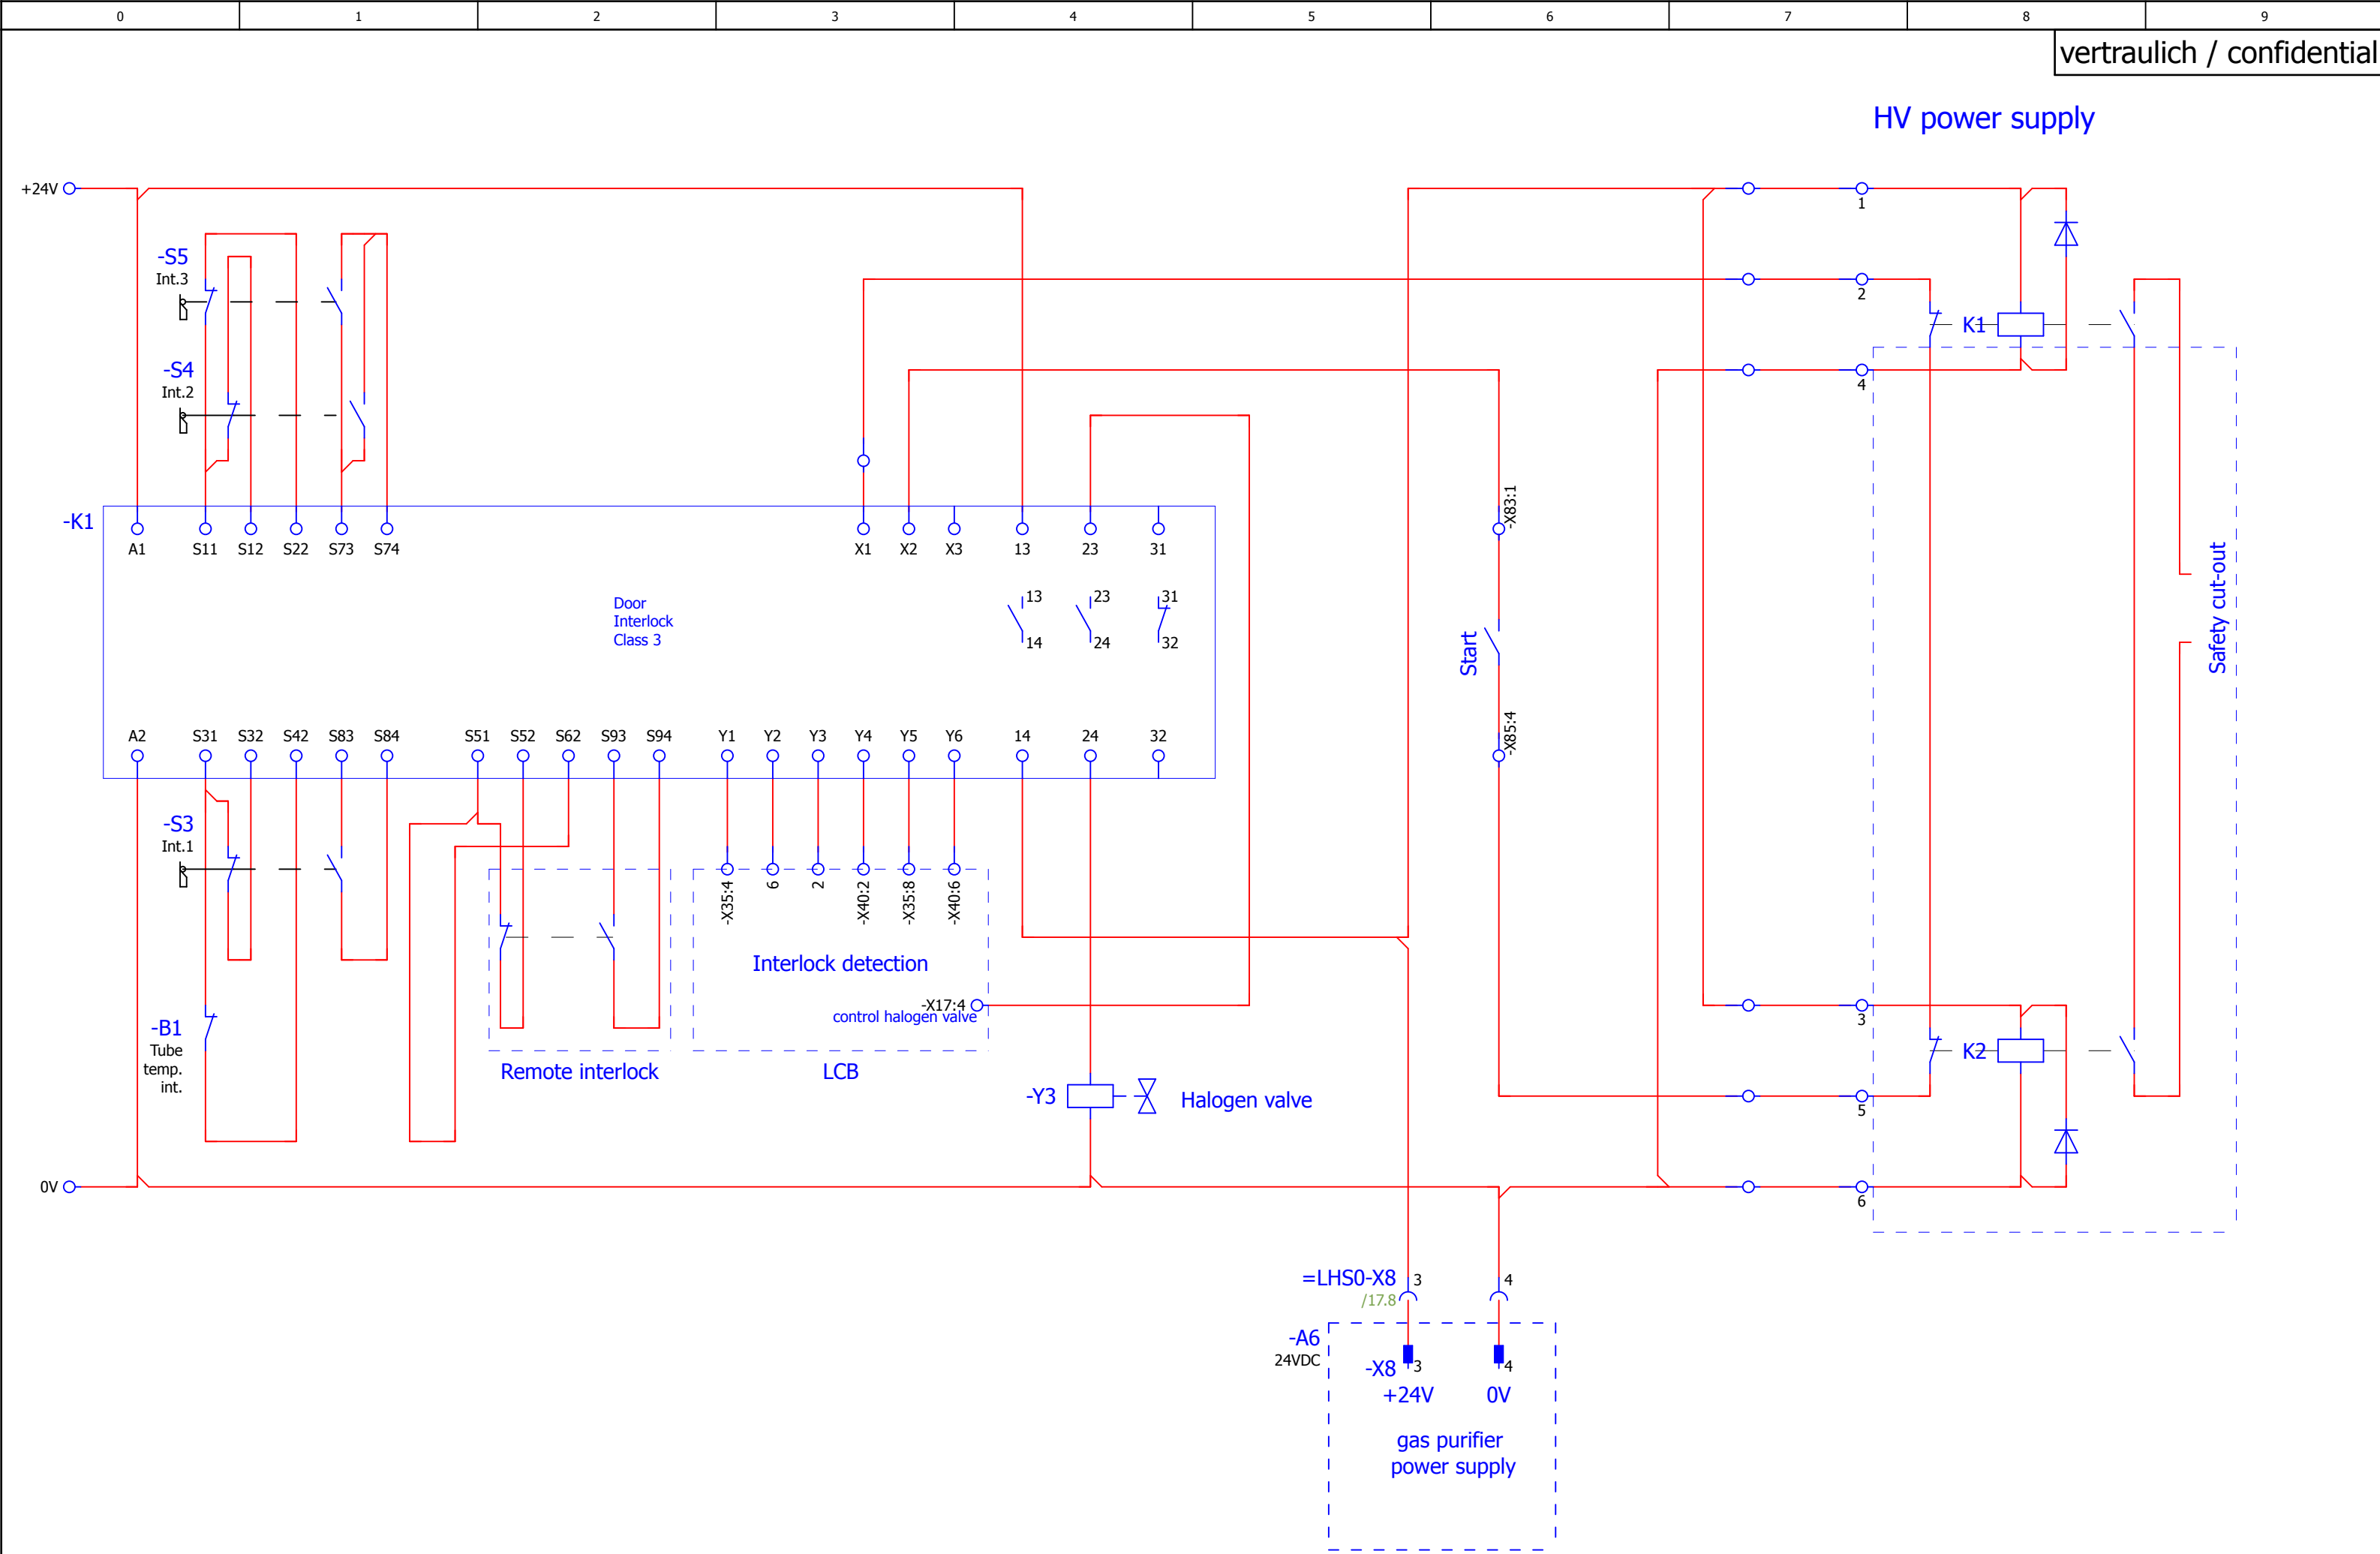 0 1 2 3 4 5 6 7 8 9
vertraulich / confidential
HV power supply
+24V
1
-S5
Int.3
2
K1
-S4
Int.2
4
-X83:1
-K1
A1 S11 S12 S22 S73 S74 X1 X2 X3 13 23 31
Door
Interlock
Class 3
13 23 31
14 24 32
Start
Safety cut-out
-X85:4
A2 S31 S32 S42 S83 S84 S51 S52 S62 S93 S94 Y1 Y2 Y3 Y4 Y5 Y6 14 24 32
-S3
Int.1
-X35:4 6 2 -X40:2 -X35:8 -X40:6
Interlock detection
-X17:4
control halogen valve
3
-B1
Tube
temp.
int.
Remote interlock
LCB
K2
-Y3
Halogen valve
5
0V
6
=LHS0-X8 3 4
/17.8
-A6
24VDC
-X8 3 4
+24V 0V
gas purifier
power supply